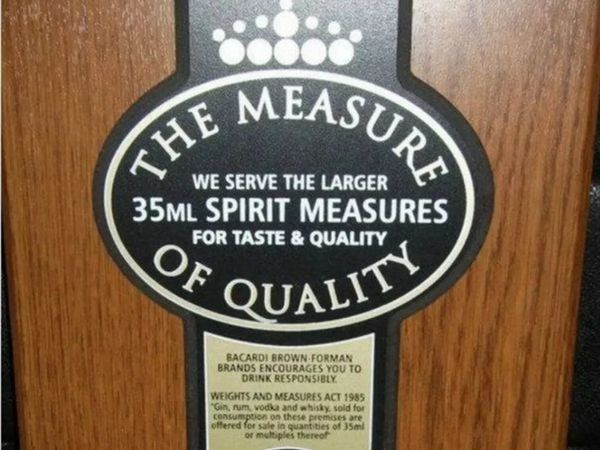 THE MEASURE
WE SERVE THE LARGER
35ML SPIRIT MEASURES
FOR TASTE & QUALITY
OF QUALITY
BACARDI BROWN-FORMAN
BRANDS ENCOURAGES YOU TO
DRINK RESPONSIBLY.
WEIGHTS AND MEASURES ACT 1985
"Gin, rum, vodka and whisky, sold for
consumption on these premises are
offered for sale in quantities of 35ml
or multiples thereof"